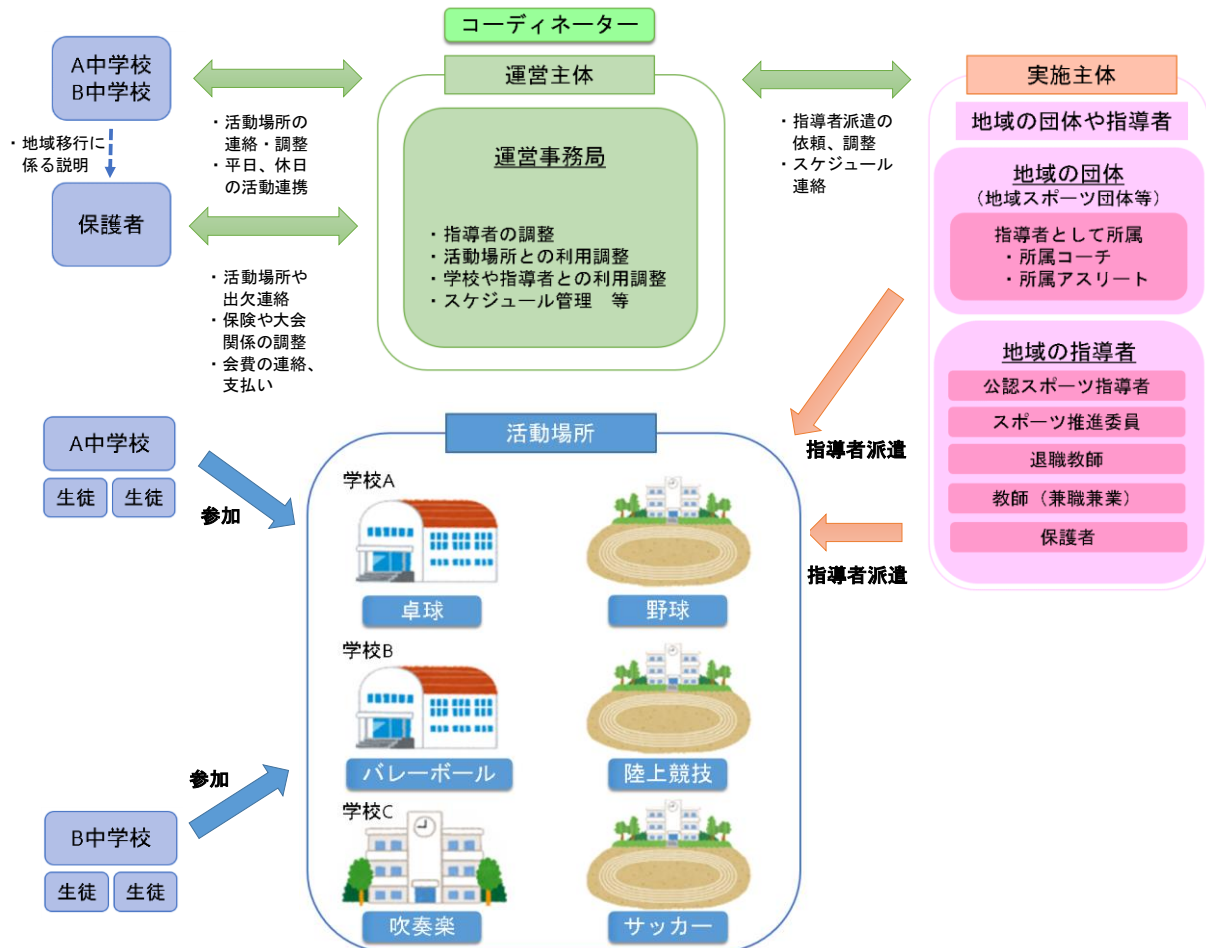 コーディネーター
A中学校
B中学校
・地域移行に
係る説明
保護者
・活動場所の
連絡・調整
・平日、休日
の活動連携
・活動場所や
出欠連絡
・保険や大会
関係の調整
・会費の連絡、
支払い
運営主体
運営事務局
・指導者の調整
・活動場所との利用調整
・学校や指導者との利用調整
・スケジュール管理　等
・指導者派遣の
依頼、調整
・スケジュール
連絡
実施主体
地域の団体や指導者
地域の団体
（地域スポーツ団体等）
指導者として所属
・所属コーチ
・所属アスリート
地域の指導者
公認スポーツ指導者
スポーツ推進委員
退職教師
教師（兼職兼業）
保護者
指導者派遣
指導者派遣
A中学校
生徒
生徒
参加
活動場所
学校A
卓球
野球
学校B
バレーボール
陸上競技
学校C
吹奏楽
サッカー
参加
B中学校
生徒
生徒